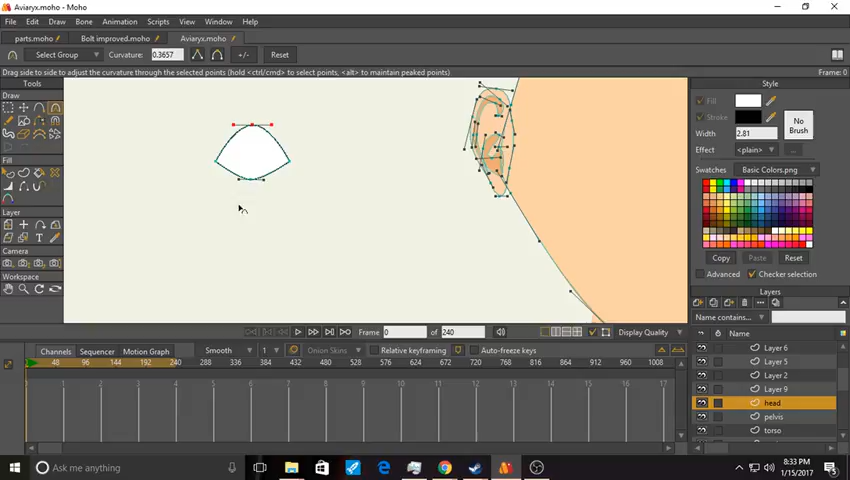 Aviaryx.moho - Moho
File Edit Draw Bone Animation Scripts View Window Help
parts.moho Bolt improved.moho Aviaryx.moho
Select Group Curvature: 0.3657 +/- Reset
Drag side to side to adjust the curvature through the selected points (hold <ctrl/cmd> to select points, <alt> to maintain peaked points) Frame: 0
Tools
Draw
Fill
Layer
Camera
Workspace
Style
Fill
Stroke
Width 2.81
No Brush
Effect <plain> ...
Swatches Basic Colors.png
Copy Paste Reset
Advanced Checker selection
Layers
Name contains...
Name
Layer 6
Layer 5
Layer 2
Layer 9
head
pelvis
torso
Frame 0 of 240 Display Quality
Channels Sequencer Motion Graph Smooth 1 Onion Skins Relative keyframing Auto-freeze keys
48 96 144 192 240 288 336 384 432 480 528 576 624 672 720 768 816 864 912 960 1008
1 2 3 4 5 6 7 8 9 10 11 12 13 14 15 16 17
Ask me anything
8:33 PM
1/15/2017